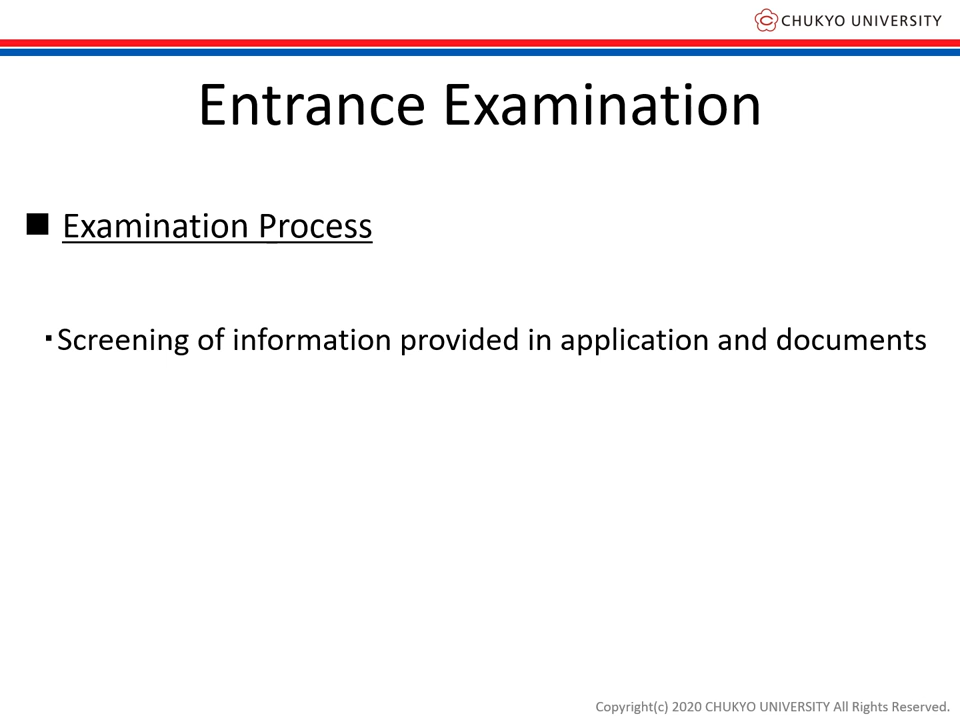 CHUKYO UNIVERSITY
Entrance Examination
■ Examination Process
・Screening of information provided in application and documents
Copyright(c) 2020 CHUKYO UNIVERSITY All Rights Reserved.